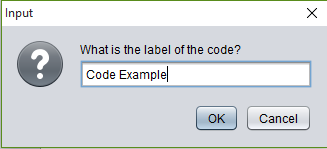 Input
What is the label of the code?
Code Example
OK Cancel